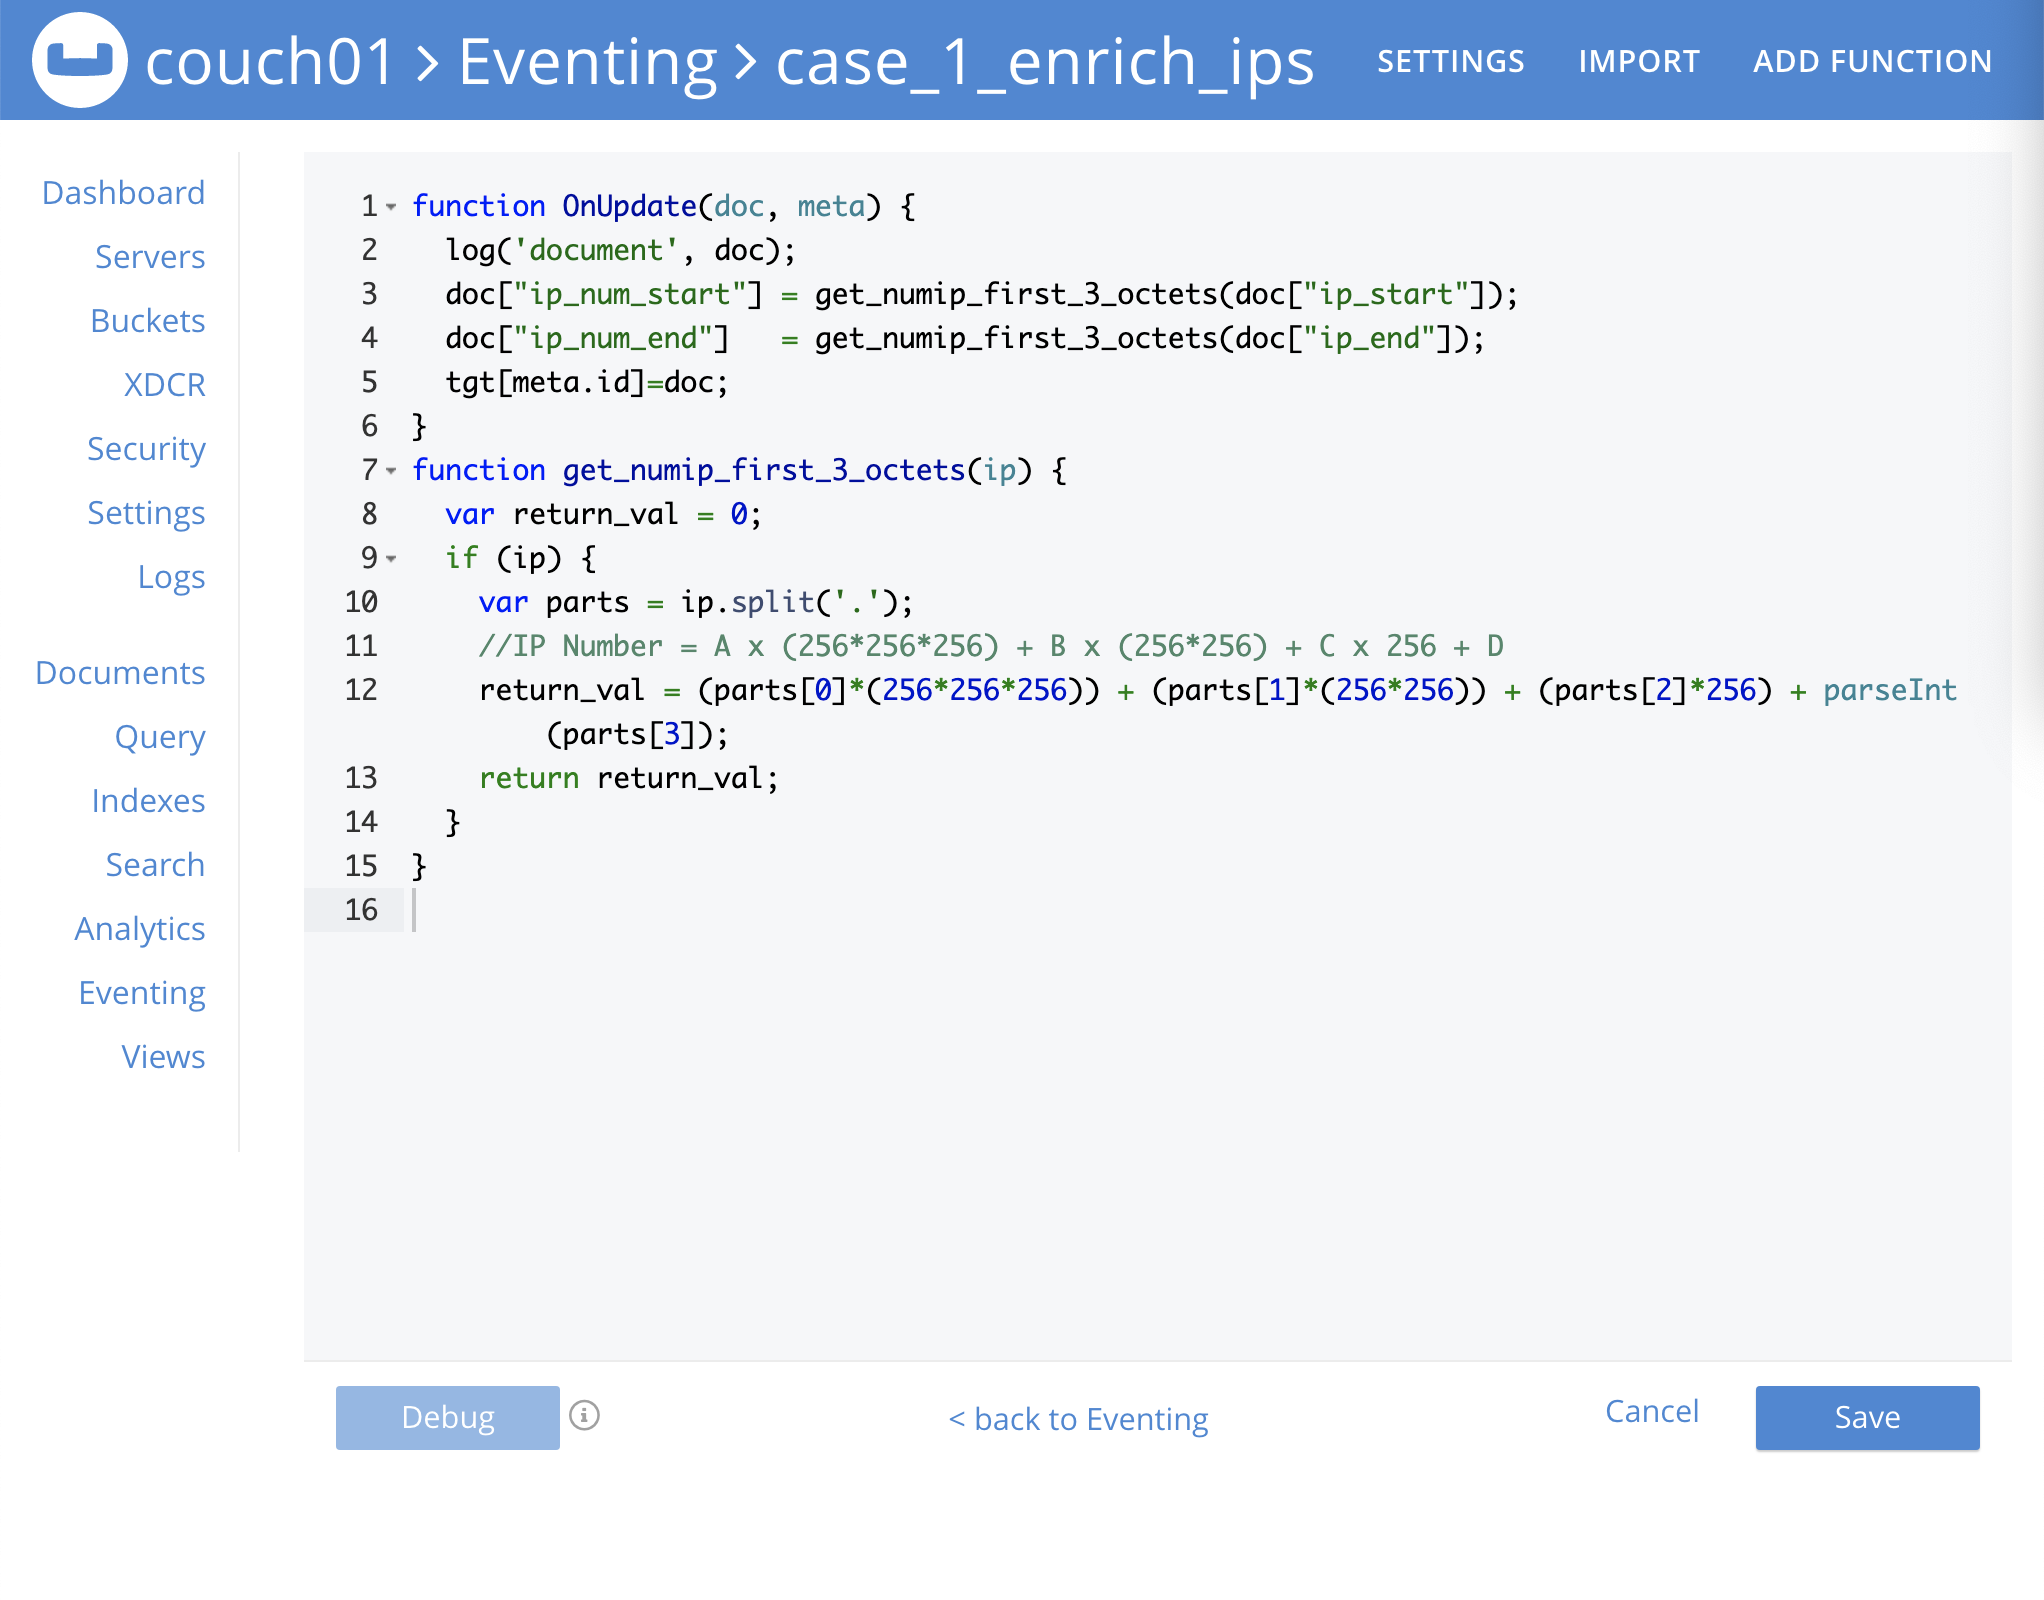 couch01 > Eventing > case_1_enrich_ips SETTINGS IMPORT ADD FUNCTION
Dashboard
Servers
Buckets
XDCR
Security
Settings
Logs
Documents
Query
Indexes
Search
Analytics
Eventing
Views
1 function OnUpdate(doc, meta) {
2   log('document', doc);
3   doc["ip_num_start"] = get_numip_first_3_octets(doc["ip_start"]);
4   doc["ip_num_end"]   = get_numip_first_3_octets(doc["ip_end"]);
5   tgt[meta.id]=doc;
6 }
7 function get_numip_first_3_octets(ip) {
8   var return_val = 0;
9   if (ip) {
10     var parts = ip.split('.');
11     //IP Number = A x (256*256*256) + B x (256*256) + C x 256 + D
12     return_val = (parts[0]*(256*256*256)) + (parts[1]*(256*256)) + (parts[2]*256) + parseInt
(parts[3]);
13     return return_val;
14   }
15 }
16
Debug < back to Eventing Cancel Save